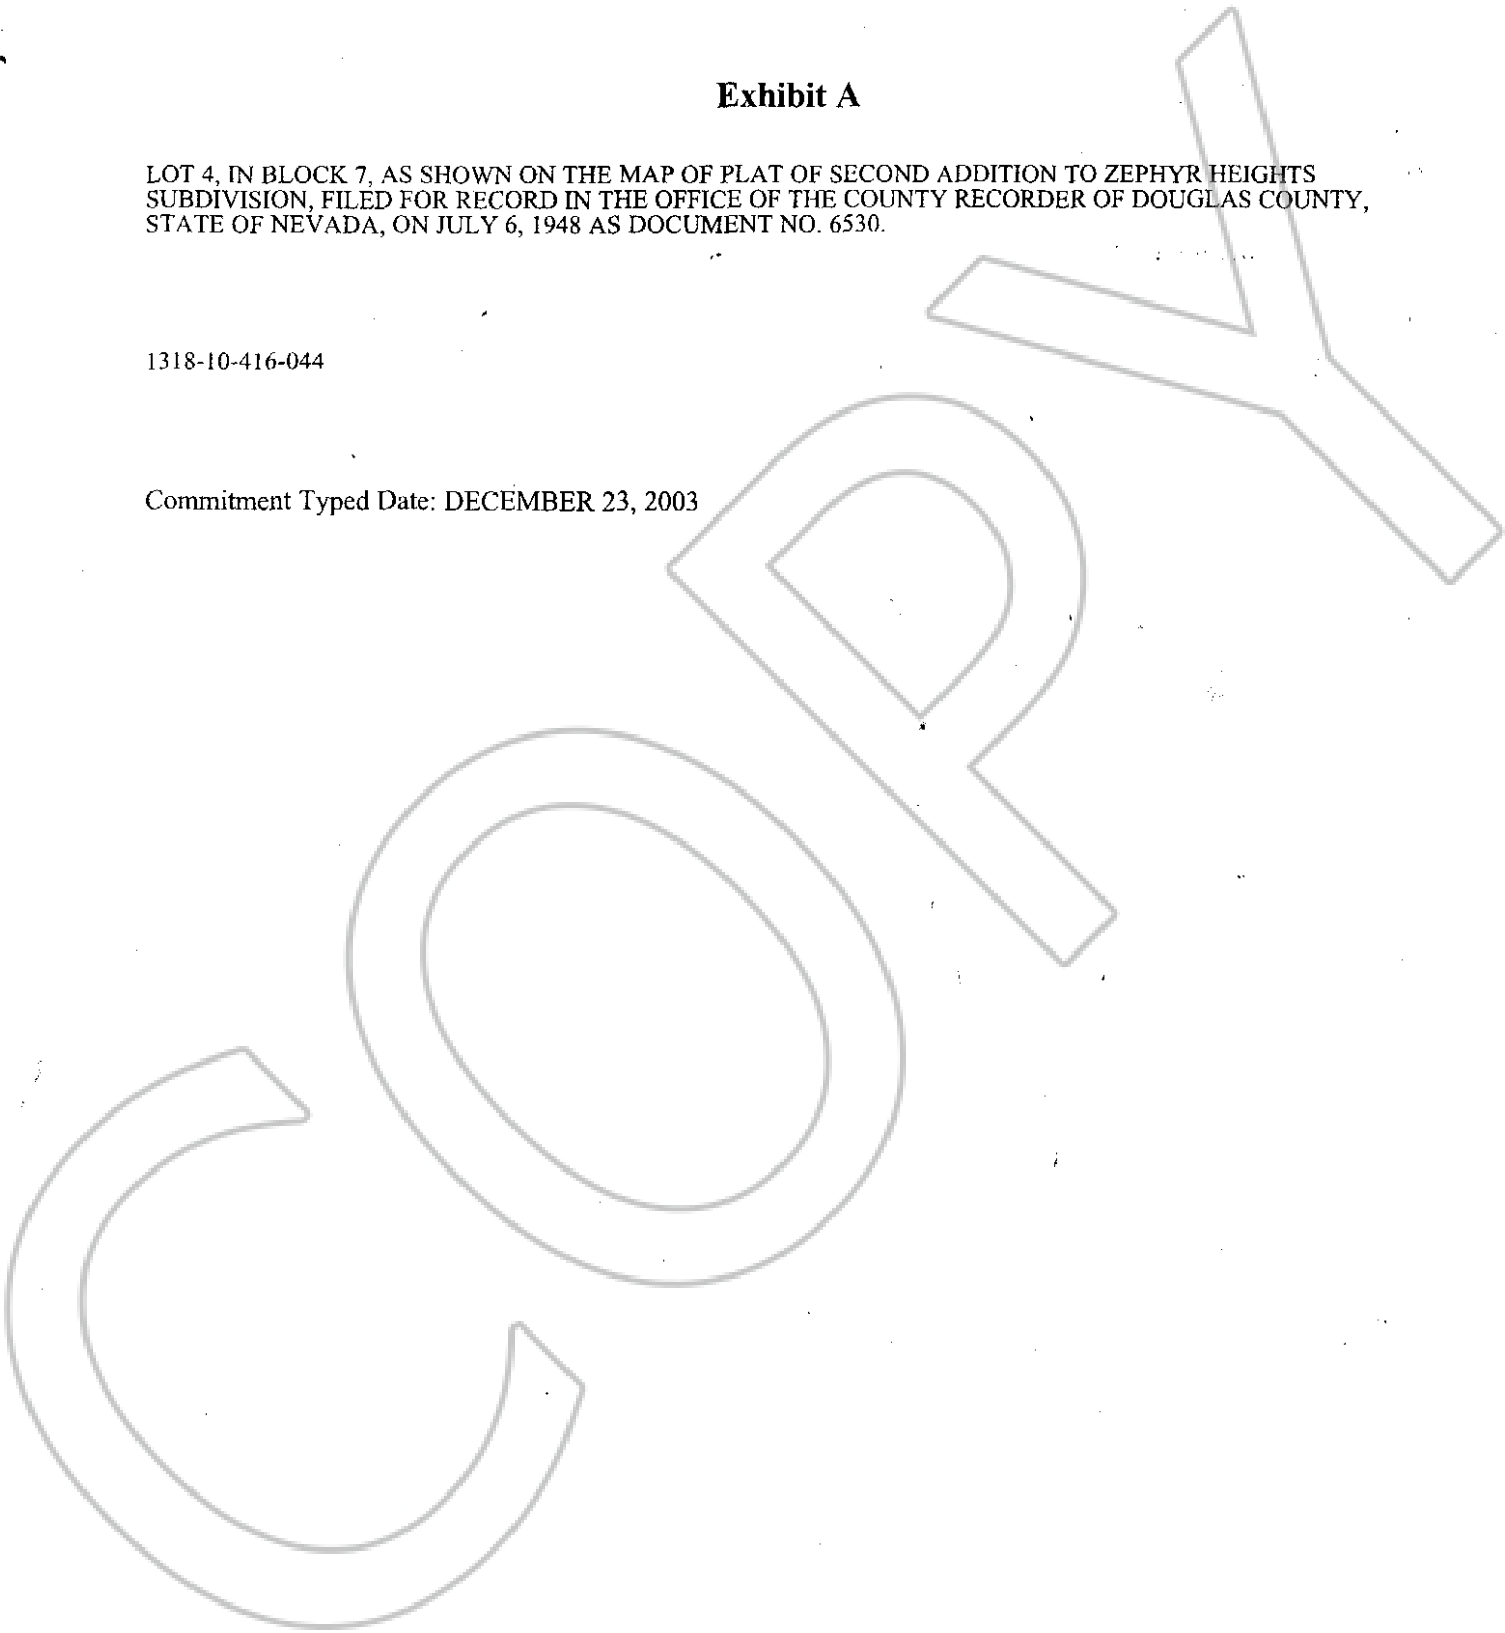 Exhibit A
LOT 4, IN BLOCK 7, AS SHOWN ON THE MAP OF PLAT OF SECOND ADDITION TO ZEPHYR HEIGHTS
SUBDIVISION, FILED FOR RECORD IN THE OFFICE OF THE COUNTY RECORDER OF DOUGLAS COUNTY,
STATE OF NEVADA, ON JULY 6, 1948 AS DOCUMENT NO. 6530.
1318-10-416-044
Commitment Typed Date: DECEMBER 23, 2003
COPY